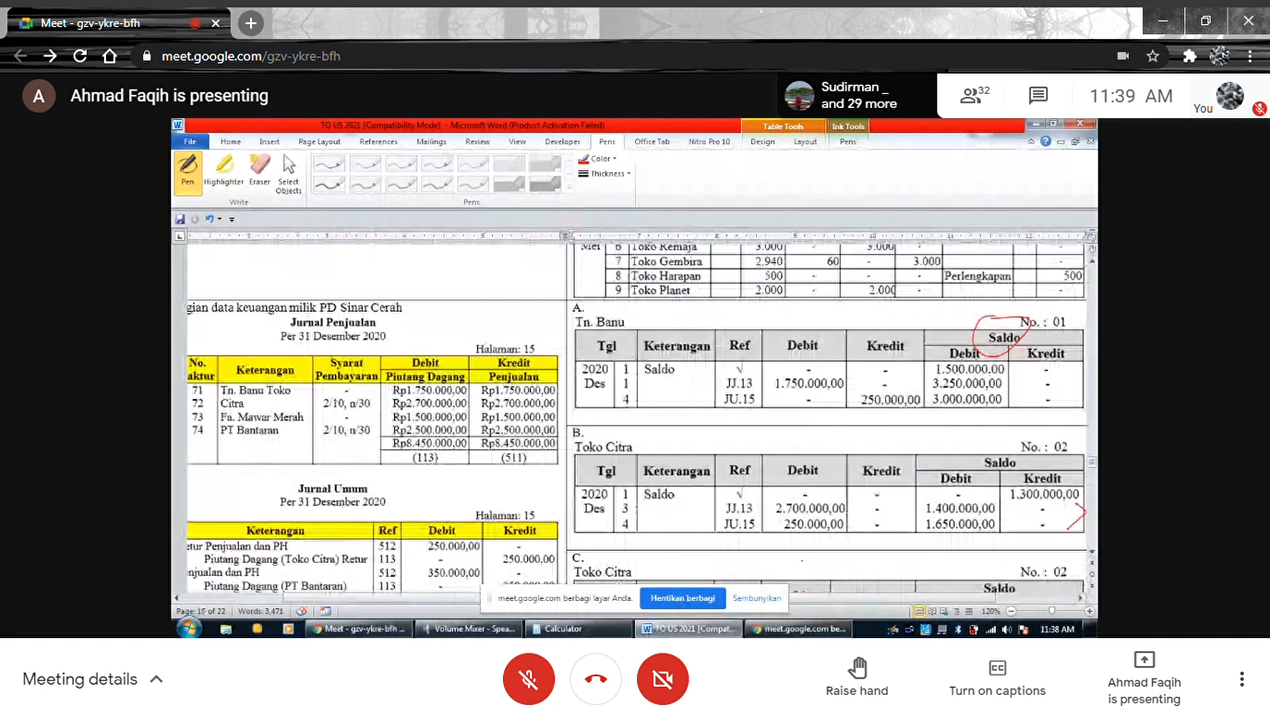 Meet - gzv-ykre-bfh
meet.google.com/gzv-ykre-bfh
A Ahmad Faqih is presenting
Sudirman _
and 29 more
32
11:39 AM
You
TO US 2021 [Compatibility Mode] - Microsoft Word (Product Activation Failed)
Table Tools Ink Tools
File Home Insert Page Layout References Mailings Review View Developer Pens Office Tab Nitro Pro 10 Design Layout Pens
Pen Highlighter Eraser Select Objects
Color
Thickness
Write Pens
Mei 6 Toko Remaja 3.000 - 3.000 -
7 Toko Gembira 2.940 60 - 3.000 -
8 Toko Harapan 500 - - Perlengkapan 500
9 Toko Planet 2.000 - 2.000 - -
gian data keuangan milik PD Sinar Cerah
Jurnal Penjualan
Per 31 Desember 2020
Halaman: 15
No. Keterangan Syarat Debit Kredit
aktur Pembayaran Piutang Dagang Penjualan
71 Tn. Banu Toko - Rp1.750.000,00 Rp1.750.000,00
72 Citra 2/10, n/30 Rp2.700.000,00 Rp2.700.000,00
73 Fa. Mawar Merah - Rp1.500.000,00 Rp1.500.000,00
74 PT Bantaran 2/10, n/30 Rp2.500.000,00 Rp2.500.000,00
Rp8.450.000,00 Rp8.450.000,00
(113) (511)
Jurnal Umum
Per 31 Desember 2020
Halaman: 15
Keterangan Ref Debit Kredit
etur Penjualan dan PH 512 250.000,00 -
Piutang Dagang (Toko Citra) Retur 113 - 250.000,00
enjualan dan PH 512 350.000,00 -
Piutang Dagang (PT Bantaran) 113 -
A.
Tn. Banu No. : 01
Tgl Keterangan Ref Debit Kredit Saldo
Debit Kredit
2020 1 Saldo √ - - 1.500.000,00 -
Des 1 JJ.13 1.750.000,00 - 3.250.000,00 -
4 JU.15 - 250.000,00 3.000.000,00 -
B.
Toko Citra No. : 02
Tgl Keterangan Ref Debit Kredit Saldo
Debit Kredit
2020 1 Saldo √ - - - 1.300.000,00
Des 3 JJ.13 2.700.000,00 - 1.400.000,00 -
4 JU.15 250.000,00 - 1.650.000,00 -
C.
Toko Citra No. : 02
Saldo
meet.google.com berbagi layar Anda. Hentikan berbagi Sembunyikan
Page: 15 of 22 Words: 3,471 120%
Meet - gzv-ykre-bfh ... Volume Mixer - Spea... Calculator TO US 2021 [Compat... meet.google.com be... 11:38 AM
Meeting details
Raise hand
Turn on captions
Ahmad Faqih
is presenting